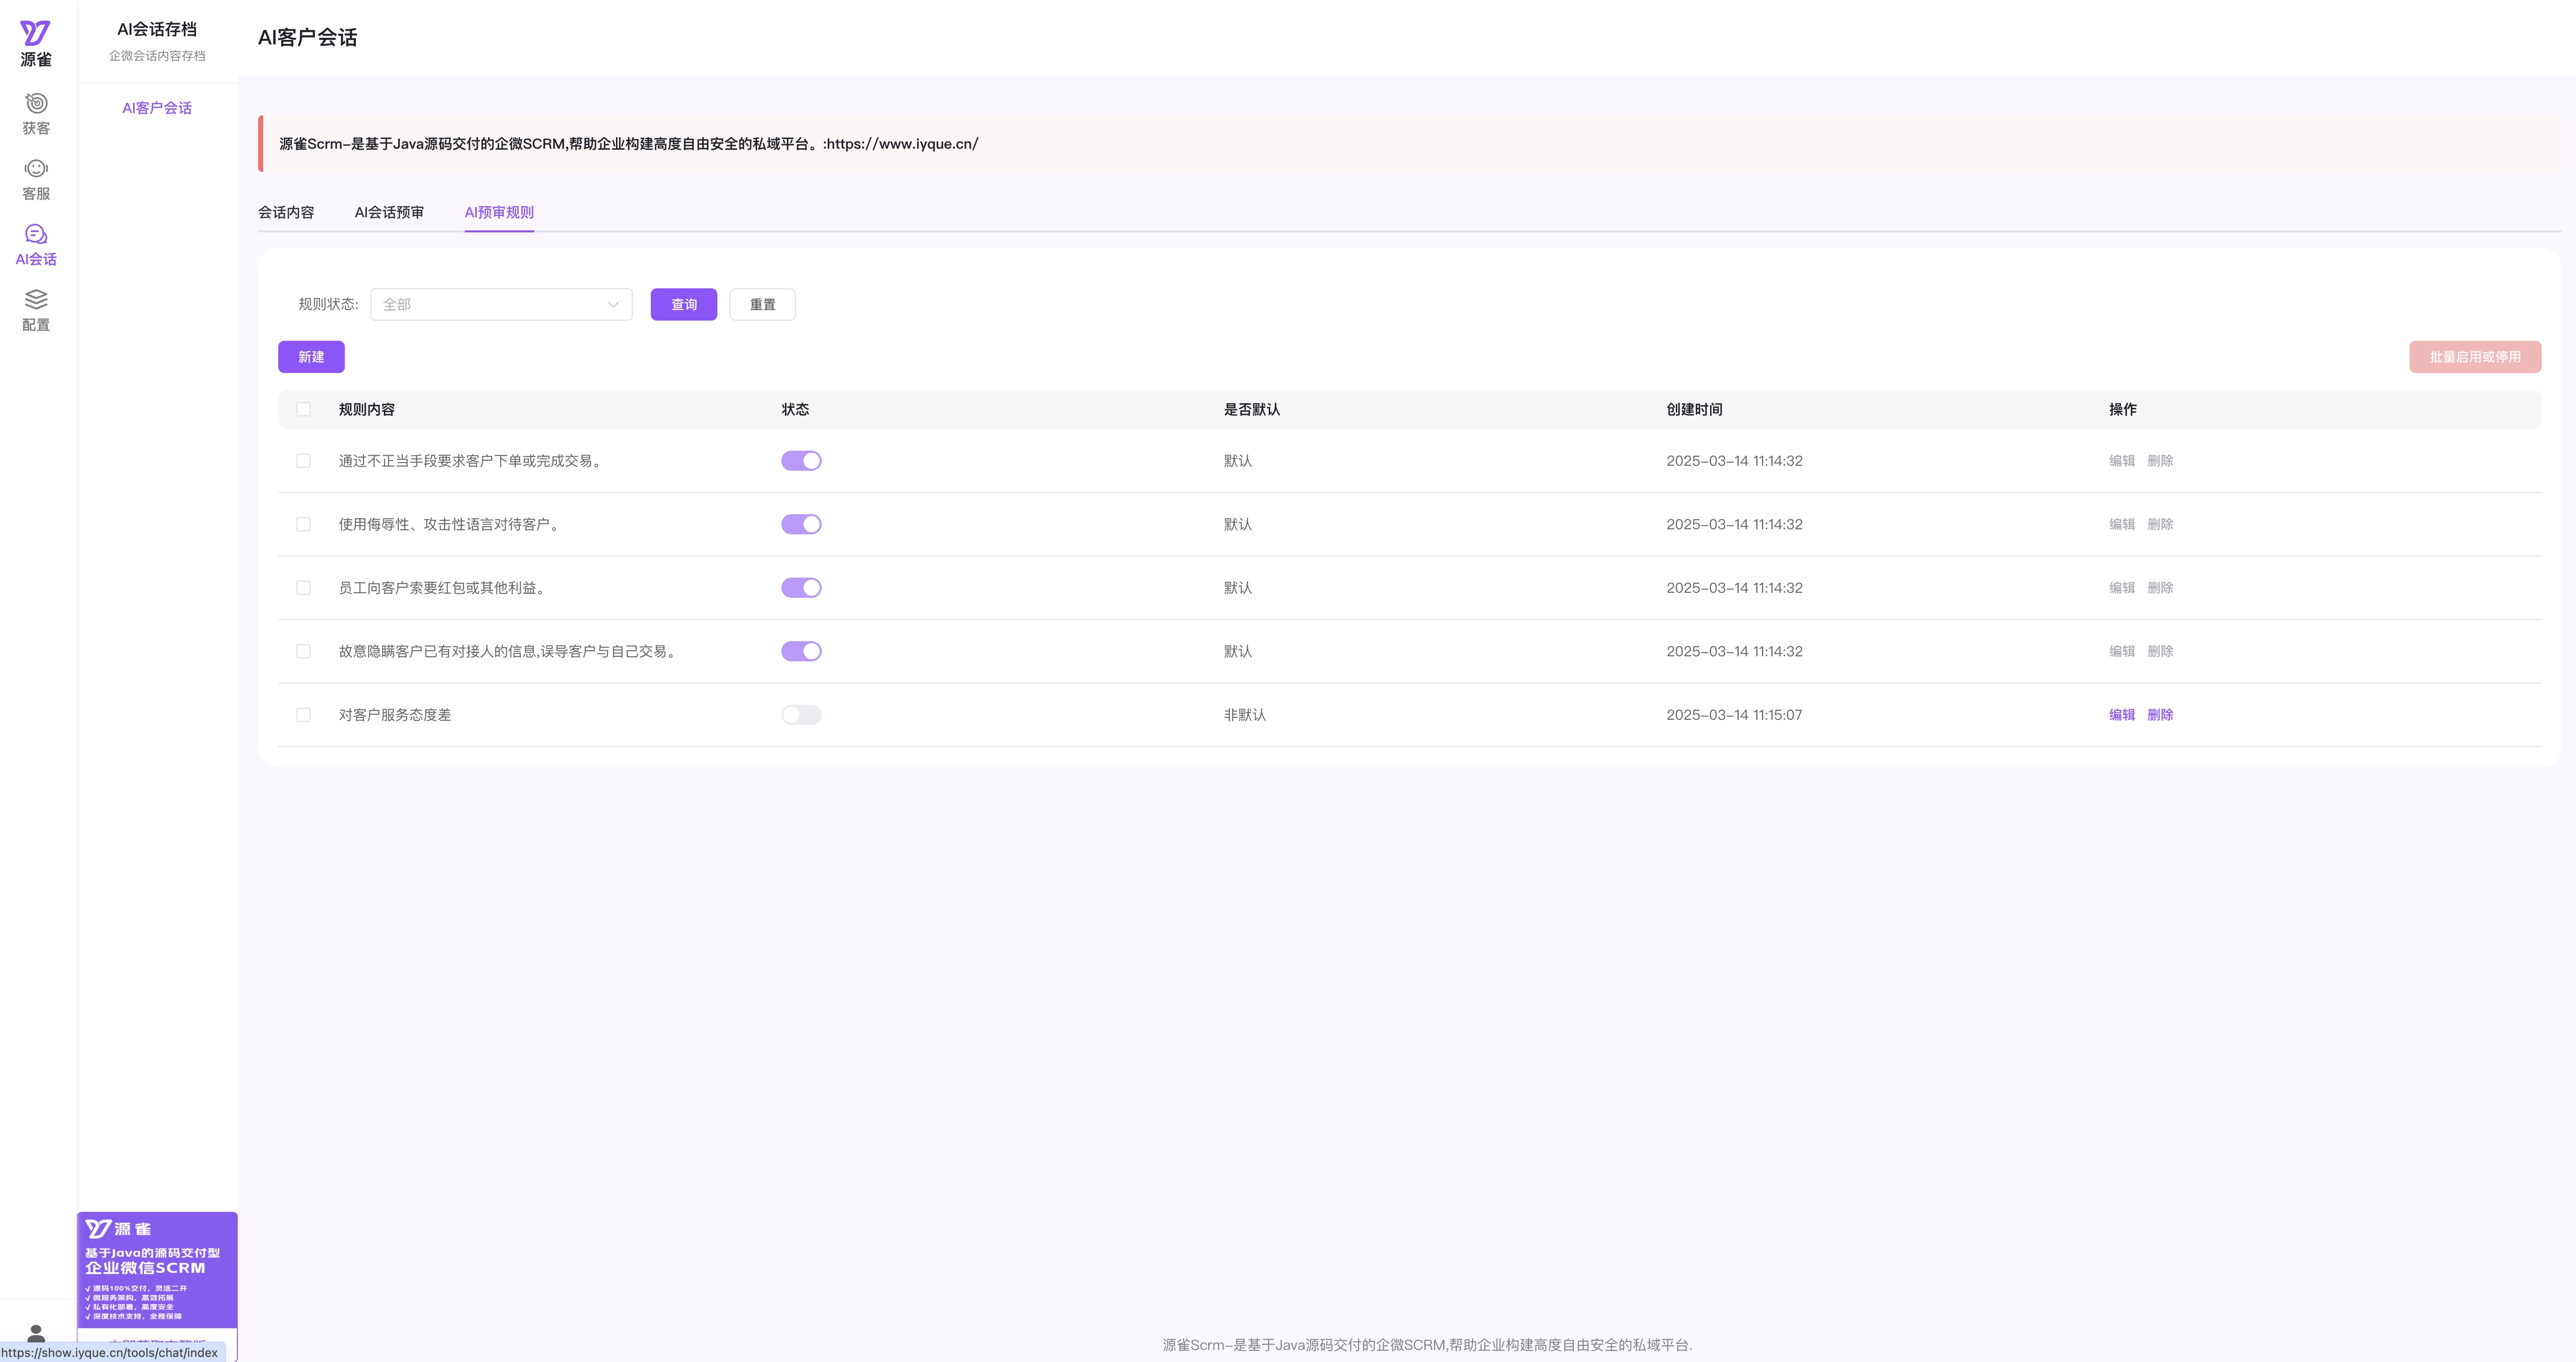 源雀
获客
客服
AI会话
配置
AI会话存档
企微会话内容存档
AI客户会话
AI客户会话
源雀Scrm-是基于Java源码交付的企微SCRM,帮助企业构建高度自由安全的私域平台。:https://www.iyque.cn/
会话内容 AI会话预审 AI预审规则
规则状态: 全部 查询 重置
新建 批量启用或停用
规则内容 状态 是否默认 创建时间 操作
通过不正当手段要求客户下单或完成交易。 默认 2025-03-14 11:14:32 编辑 删除
使用侮辱性、攻击性语言对待客户。 默认 2025-03-14 11:14:32 编辑 删除
员工向客户索要红包或其他利益。 默认 2025-03-14 11:14:32 编辑 删除
故意隐瞒客户已有对接人的信息,误导客户与自己交易。 默认 2025-03-14 11:14:32 编辑 删除
对客户服务态度差 非默认 2025-03-14 11:15:07 编辑 删除
源雀
基于Java的源码交付型
企业微信SCRM
√ 源码100%交付，灵活二开
√ 微服务架构，高效拓展
√ 私有化部署，高度安全
√ 深度技术支持，全程保障
https://show.iyque.cn/tools/chat/index
源雀Scrm-是基于Java源码交付的企微SCRM,帮助企业构建高度自由安全的私域平台.